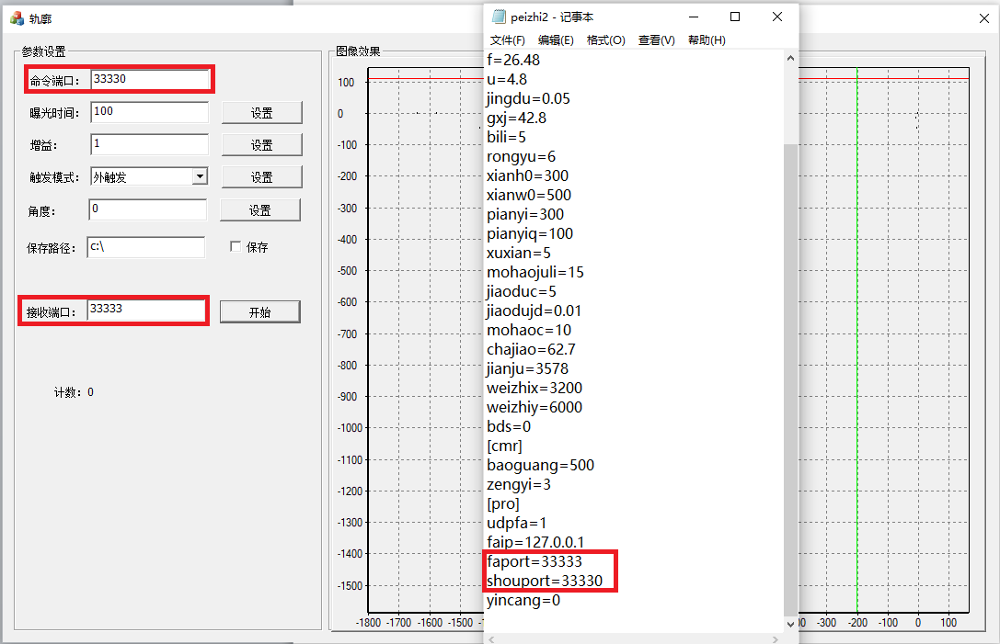 轨廓
参数设置
命令端口： 33330
曝光时间： 100 设置
增益： 1 设置
触发模式： 外触发 设置
角度： 0 设置
保存路径： c:\ 保存
接收端口： 33333 开始
计数： 0
图像效果
100
0
-100
-200
-300
-400
-500
-600
-700
-800
-900
-1000
-1100
-1200
-1300
-1400
-1500
-1800 -1700 -1600 -1500
-300 -200 -100 0 100
peizhi2 - 记事本
文件(F) 编辑(E) 格式(O) 查看(V) 帮助(H)
f=26.48
u=4.8
jingdu=0.05
gxj=42.8
bili=5
rongyu=6
xianh0=300
xianw0=500
pianyi=300
pianyiq=100
xuxian=5
mohaojuli=15
jiaoduc=5
jiaodujd=0.01
mohaoc=10
chajiao=62.7
jianju=3578
weizhix=3200
weizhiy=6000
bds=0
[cmr]
baoguang=500
zengyi=3
[pro]
udpfa=1
faip=127.0.0.1
faport=33333
shouport=33330
yincang=0